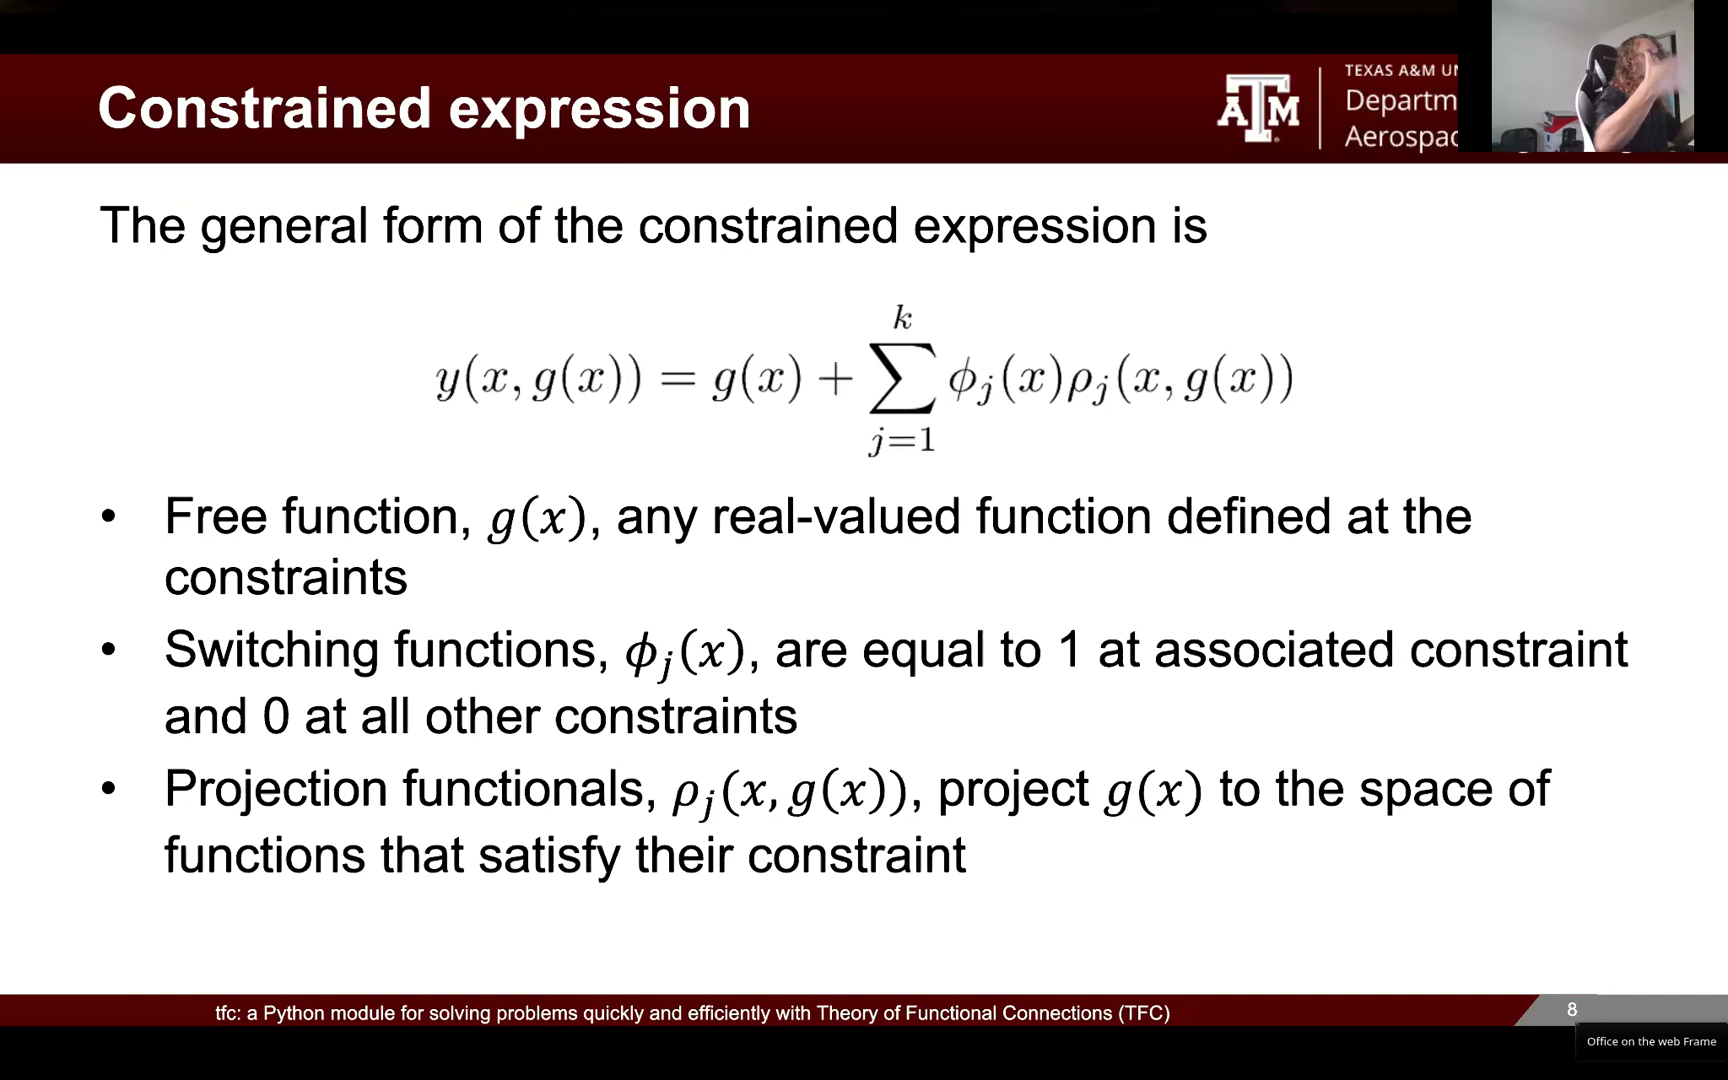 Constrained expression
TEXAS A&M
Departm
Aerospac
The general form of the constrained expression is
y(x, g(x)) = g(x) + \sum_{j=1}^{k} ϕ_j(x)ρ_j(x, g(x))
• Free function, g(x), any real-valued function defined at the
constraints
• Switching functions, ϕ_j(x), are equal to 1 at associated constraint
and 0 at all other constraints
• Projection functionals, ρ_j(x, g(x)), project g(x) to the space of
functions that satisfy their constraint
tfc: a Python module for solving problems quickly and efficiently with Theory of Functional Connections (TFC)
8
Office on the web Frame